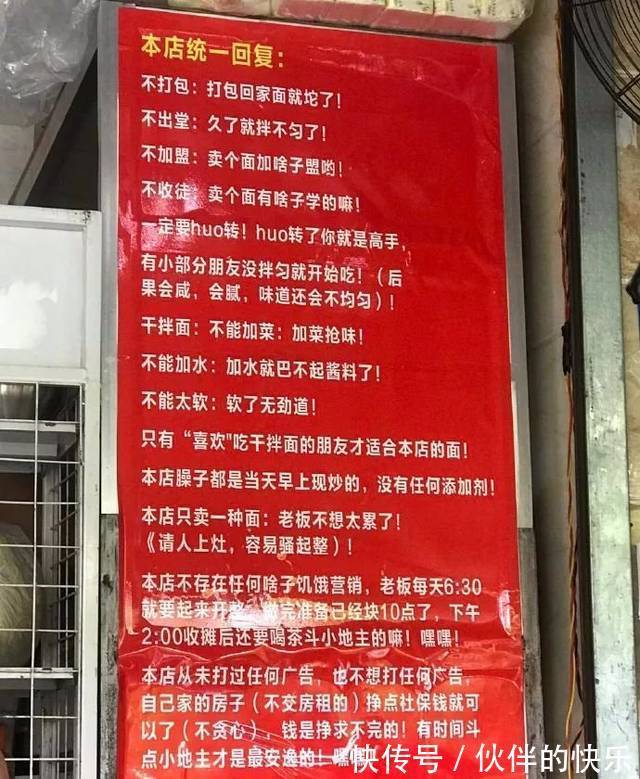 本店统一回复：
不打包：打包回家面就坨了！
不出堂：久了就拌不匀了！
不加盟：卖个面加啥子盟哟！
不收徒：卖个面有啥子学的嘛！
一定要huo转！huo转了你就是高手，
有小部分朋友没拌匀就开始吃！（后
果会咸，会腻，味道还会不均匀）！
干拌面：不能加菜：加菜抢味！
不能加水：加水就巴不起酱料了！
不能太软：软了无劲道！
只有“喜欢"吃干拌面的朋友才适合本店的面！
本店臊子都是当天早上现炒的，没有任何添加剂！
本店只卖一种面：老板不想太累了！
《请人上灶，容易骚起整）！
本店不存在任何啥子饥饿营销，老板每天6:30
就要起来开整，做完准备已经块10点了，下午
2:00收摊后还要喝茶斗小地主的嘛！嘿嘿！
本店从未打过任何广告，也不想打任何广告，
自己家的房子（不交房租的）挣点社保钱就可
以了（不贪心），钱是挣求不完的！有时间斗
点小地主才是最安逸的！嘿嘿
快传号／伙伴的快乐